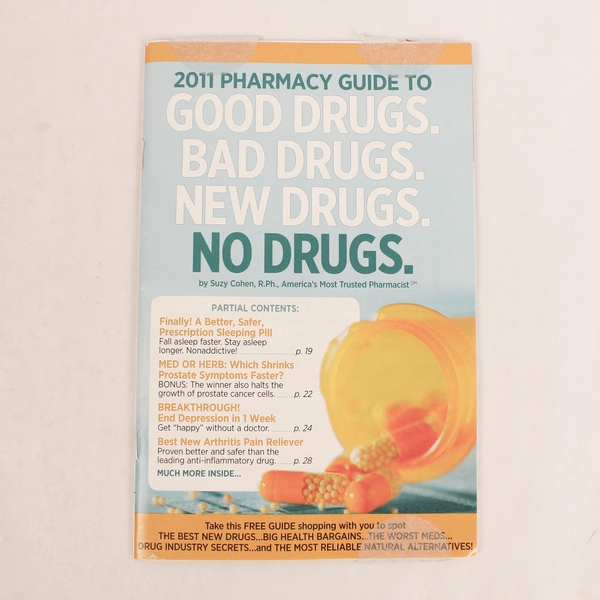 2011 PHARMACY GUIDE TO
GOOD DRUGS.
BAD DRUGS.
NEW DRUGS.
NO DRUGS.
by Suzy Cohen, R.Ph., America's Most Trusted Pharmacist℠
PARTIAL CONTENTS:
Finally! A Better, Safer,
Prescription Sleeping Pill
Fall asleep faster. Stay asleep
longer. Nonaddictive! .......... p. 19
MED OR HERB: Which Shrinks
Prostate Symptoms Faster?
BONUS: The winner also halts the
growth of prostate cancer cells. ...... p. 22
BREAKTHROUGH!
End Depression in 1 Week
Get "happy" without a doctor. ...... p. 24
Best New Arthritis Pain Reliever
Proven better and safer than the
leading anti-inflammatory drug. ..... p. 28
MUCH MORE INSIDE...
Take this FREE GUIDE shopping with you to spot
THE BEST NEW DRUGS...BIG HEALTH BARGAINS...THE WORST MEDS...
DRUG INDUSTRY SECRETS...and THE MOST RELIABLE NATURAL ALTERNATIVES!